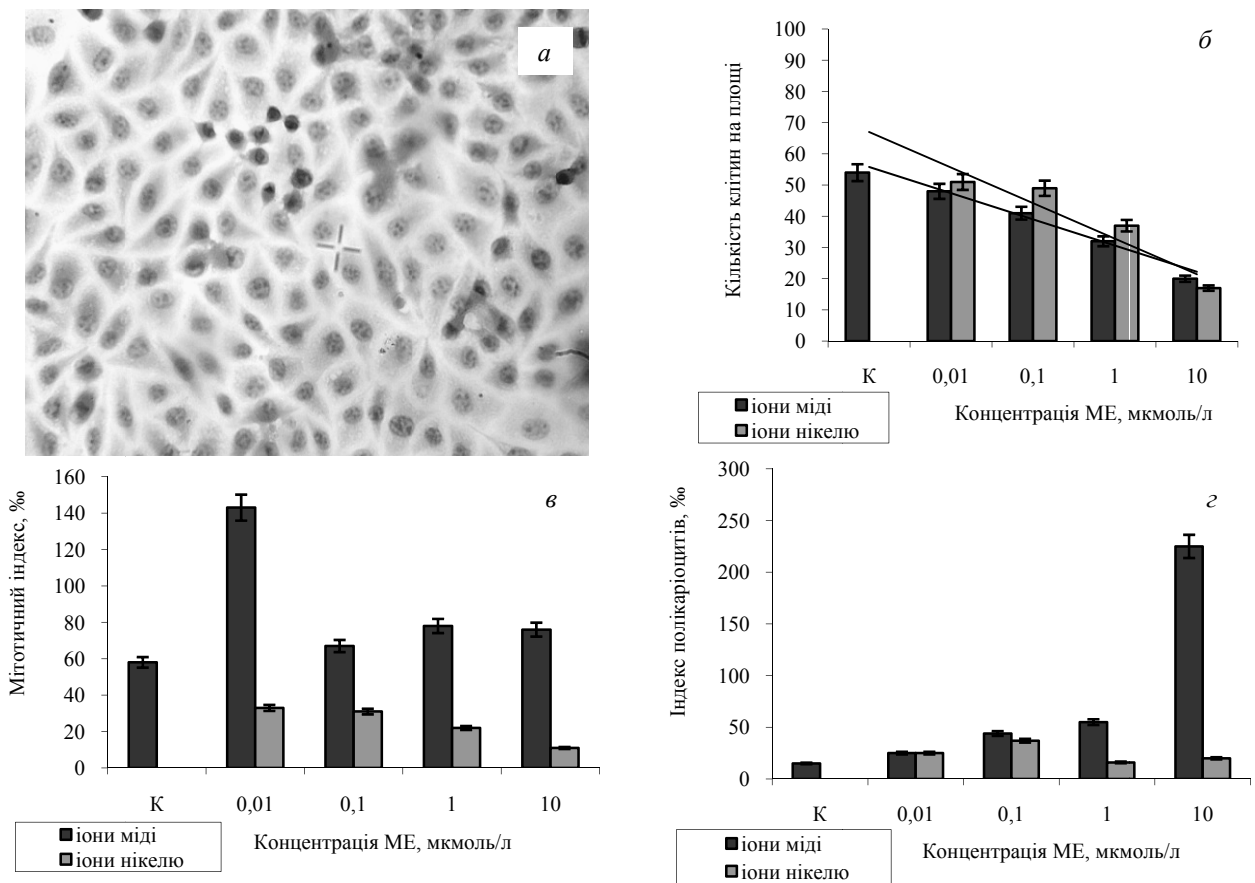 а
б
Кількість клітин на площі
100
90
80
70
60
50
40
30
20
10
0
К 0,01 0,1 1 10
іони міді
іони нікелю
Концентрація МЕ, мкмоль/л
в
Мітотичний індекс, ‰
160
140
120
100
80
60
40
20
0
К 0,01 0,1 1 10
іони міді
іони нікелю
Концентрація МЕ, мкмоль/л
г
Індекс полікаріоцитів, ‰
300
250
200
150
100
50
0
К 0,01 0,1 1 10
іони міді
іони нікелю
Концентрація МЕ, мкмоль/л